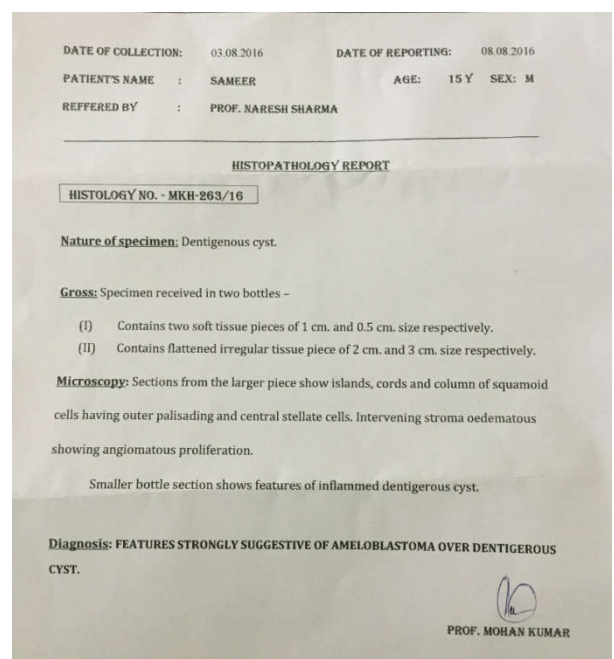 DATE OF COLLECTION: 03.08.2016 DATE OF REPORTING: 08.08.2016
PATIENT'S NAME : SAMEER AGE: 15 Y SEX: M
REFFERED BY : PROF. NARESH SHARMA
HISTOPATHOLOGY REPORT
HISTOLOGY NO. - MKH-263/16
Nature of specimen: Dentigenous cyst.
Gross: Specimen received in two bottles –
(I) Contains two soft tissue pieces of 1 cm. and 0.5 cm. size respectively.
(II) Contains flattened irregular tissue piece of 2 cm. and 3 cm. size respectively.
Microscopy: Sections from the larger piece show islands, cords and column of squamoid
cells having outer palisading and central stellate cells. Intervening stroma oedematous
showing angiomatous proliferation.
Smaller bottle section shows features of inflammed dentigerous cyst.
Diagnosis: FEATURES STRONGLY SUGGESTIVE OF AMELOBLASTOMA OVER DENTIGEROUS
CYST.
PROF. MOHAN KUMAR